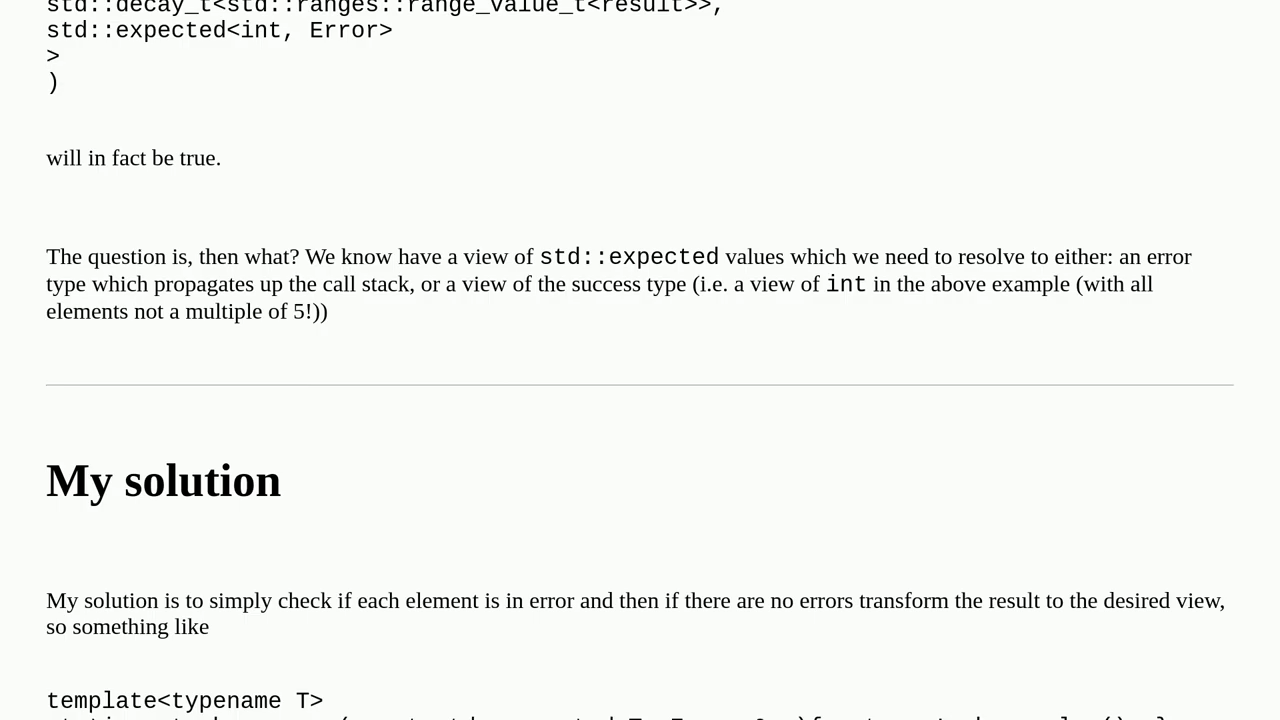 std::decay_t<std::ranges::range_value_t<result>>,
std::expected<int, Error>
>
)
will in fact be true.
The question is, then what? We know have a view of std::expected values which we need to resolve to either: an error
type which propagates up the call stack, or a view of the success type (i.e. a view of int in the above example (with all
elements not a multiple of 5!))
My solution
My solution is to simply check if each element is in error and then if there are no errors transform the result to the desired view,
so something like
template<typename T>